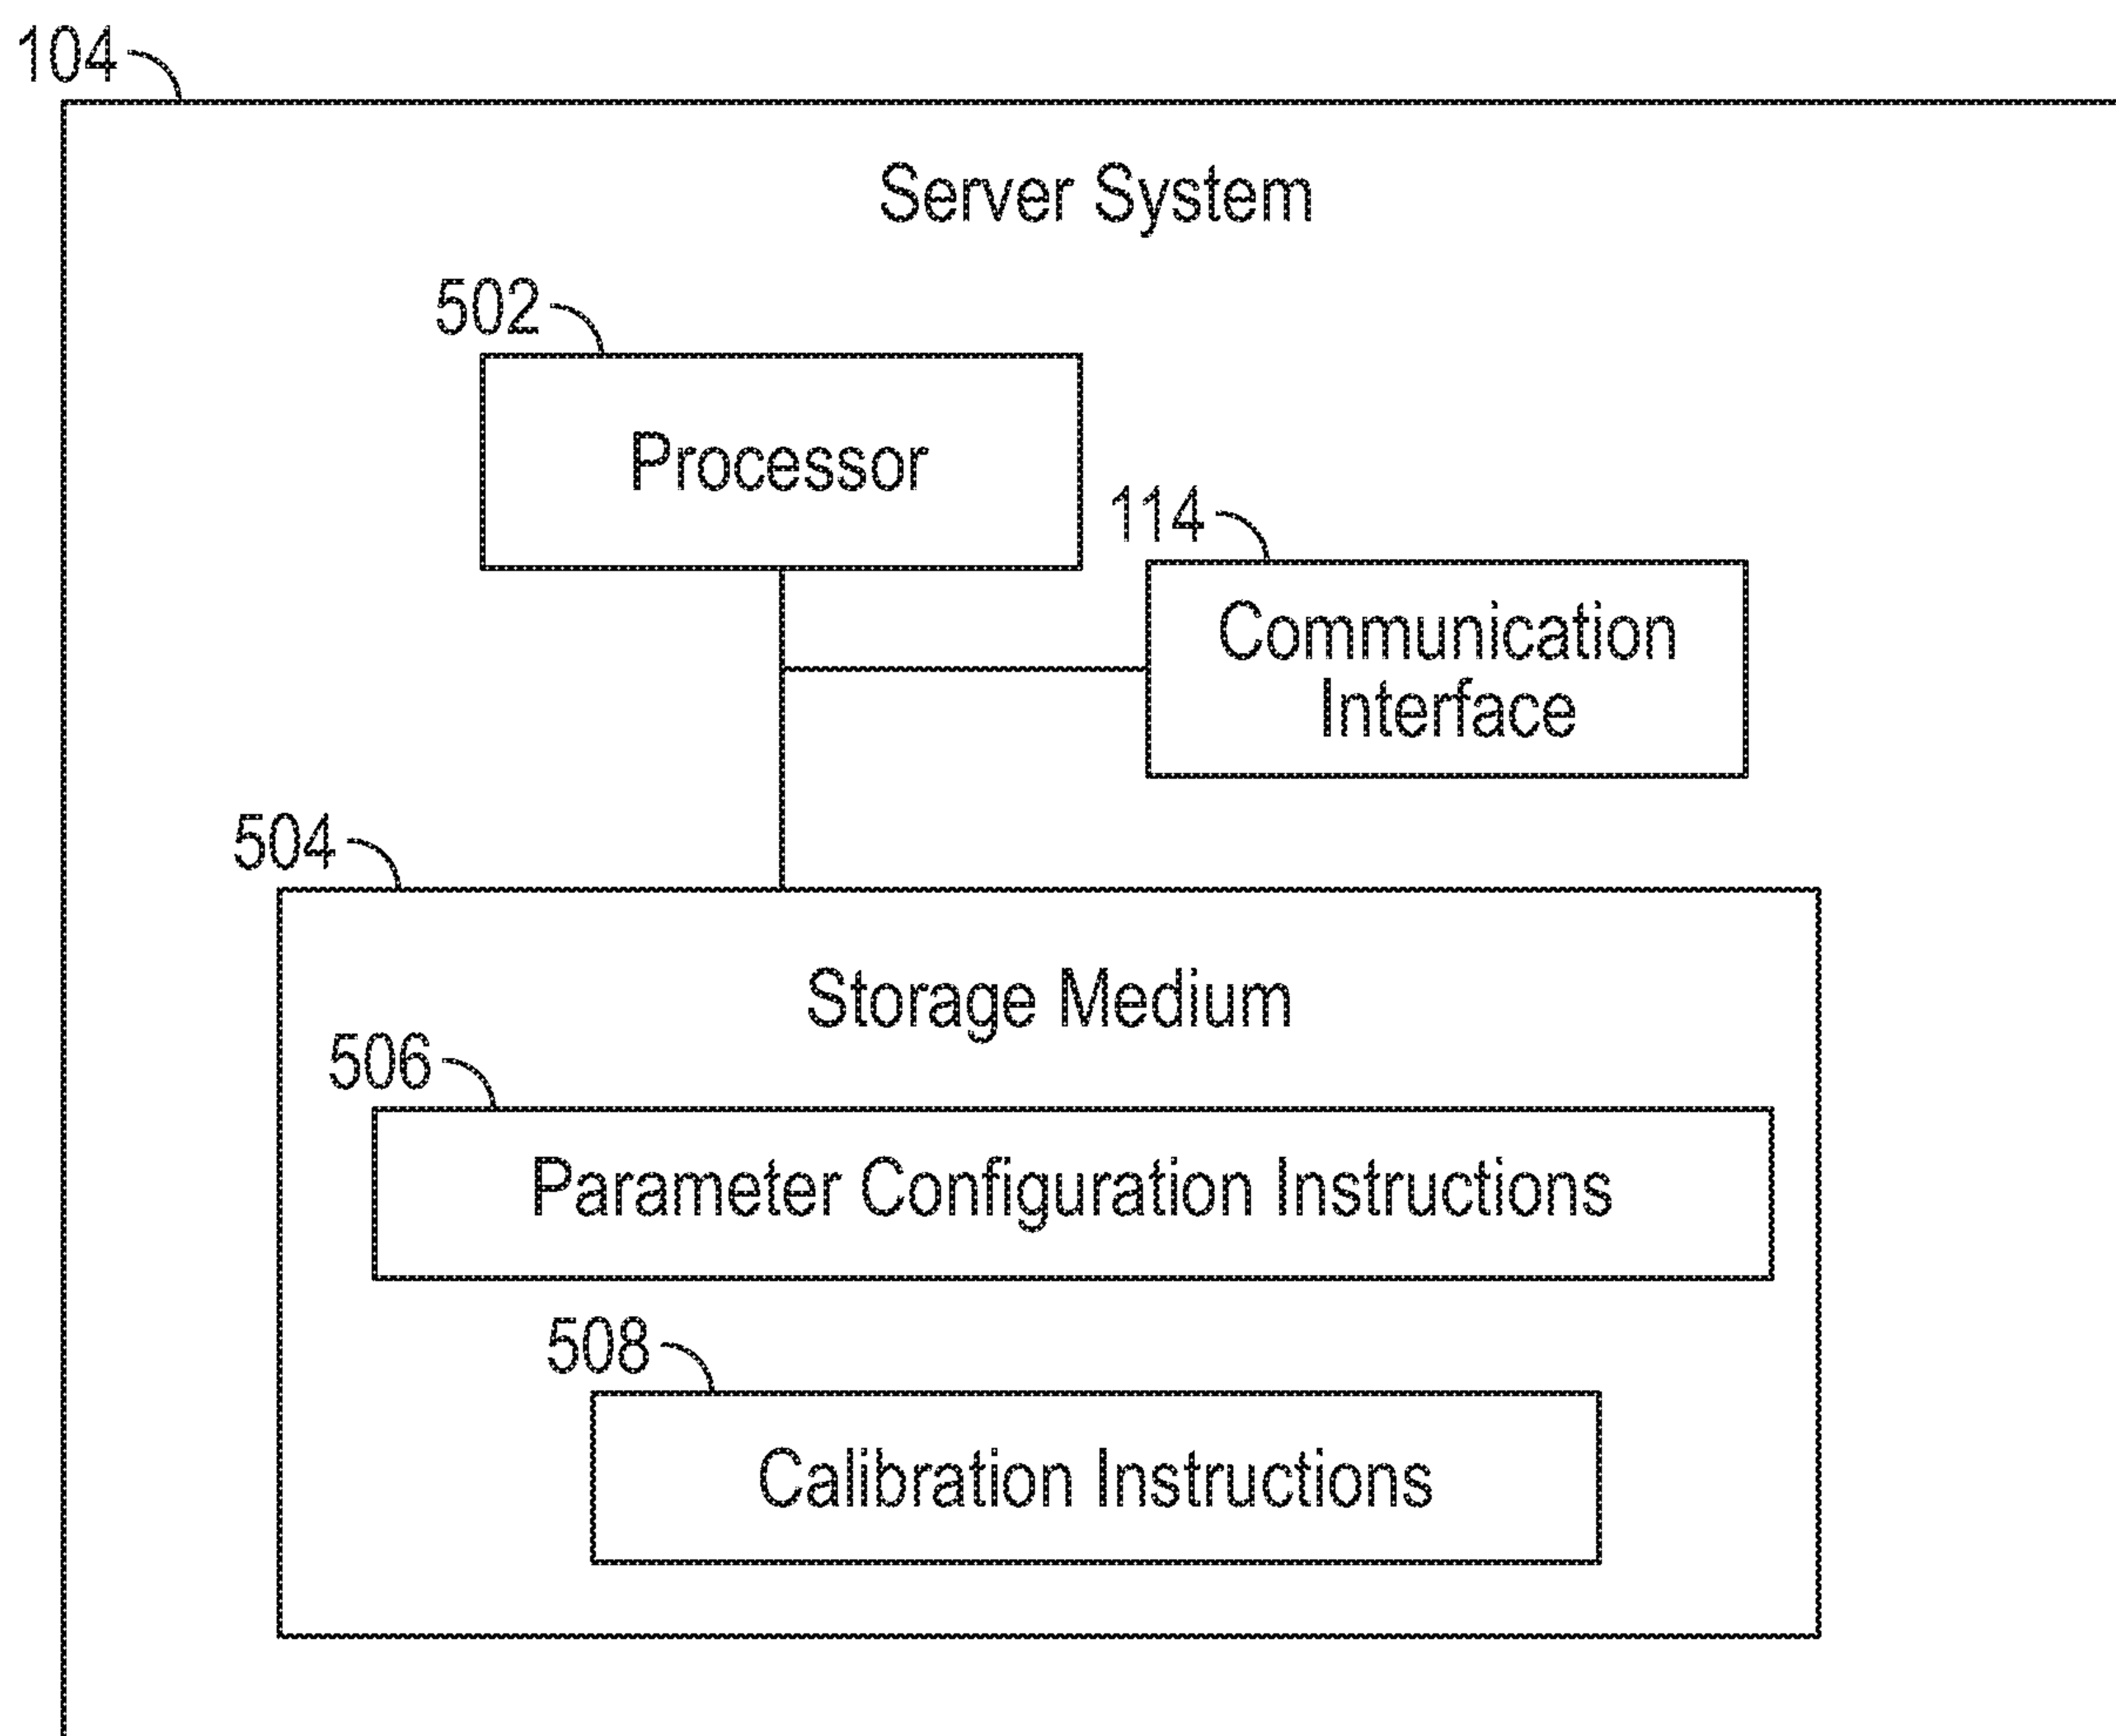 104
Server System
502
Processor
114
Communication
Interface
504
Storage Medium
506
Parameter Configuration Instructions
508
Calibration Instructions